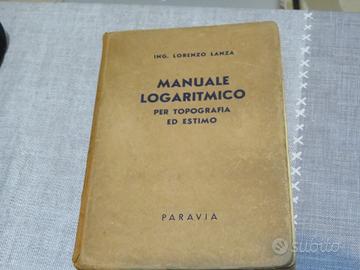 ING. LORENZO LANZA
MANUALE
LOGARITMICO
PER TOPOGRAFIA
ED ESTIMO
PARAVIA
subito